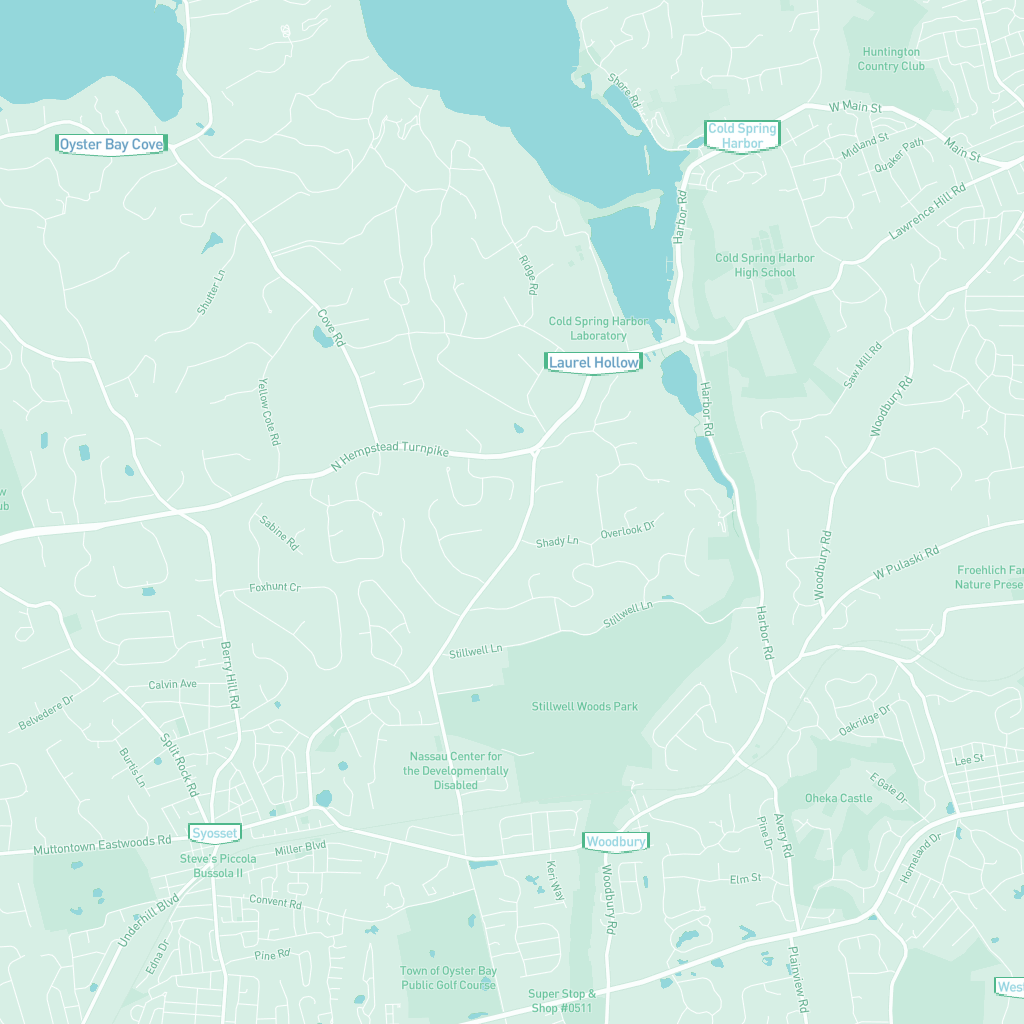 Huntington
Country Club
Shore Rd
W Main St
Cold Spring
Harbor
Oyster Bay Cove
Midland St
Main St
Quaker Path
Lawrence Hill Rd
Harbor Rd
Ridge Rd
Cold Spring Harbor
High School
Shutter Ln
Cove Rd
Cold Spring Harbor
Laboratory
Laurel Hollow
Saw Mill Rd
Yellow Cote Rd
Harbor Rd
Woodbury Rd
N Hempstead Turnpike
Sabine Rd
Overlook Dr
Shady Ln
Woodbury Rd
W Pulaski Rd
Foxhunt Cr
Stillwell Ln
Harbor Rd
Berry Hill Rd
Stillwell Ln
Calvin Ave
Belvedere Dr
Stillwell Woods Park
Oakridge Dr
Split Rock Rd
Burtis Ln
Nassau Center for
the Developmentally
Disabled
Lee St
E Gate Dr
Oheka Castle
Pine Dr
Avery Rd
Syosset
Woodbury
Muttontown Eastwoods Rd
Miller Blvd
Homeland Dr
Steve's Piccola
Bussola II
Keri Way
Elm St
Convent Rd
Woodbury Rd
Underhill Blvd
Edna Dr
Pine Rd
Town of Oyster Bay
Public Golf Course
Plainview Rd
Super Stop &
Shop #0511